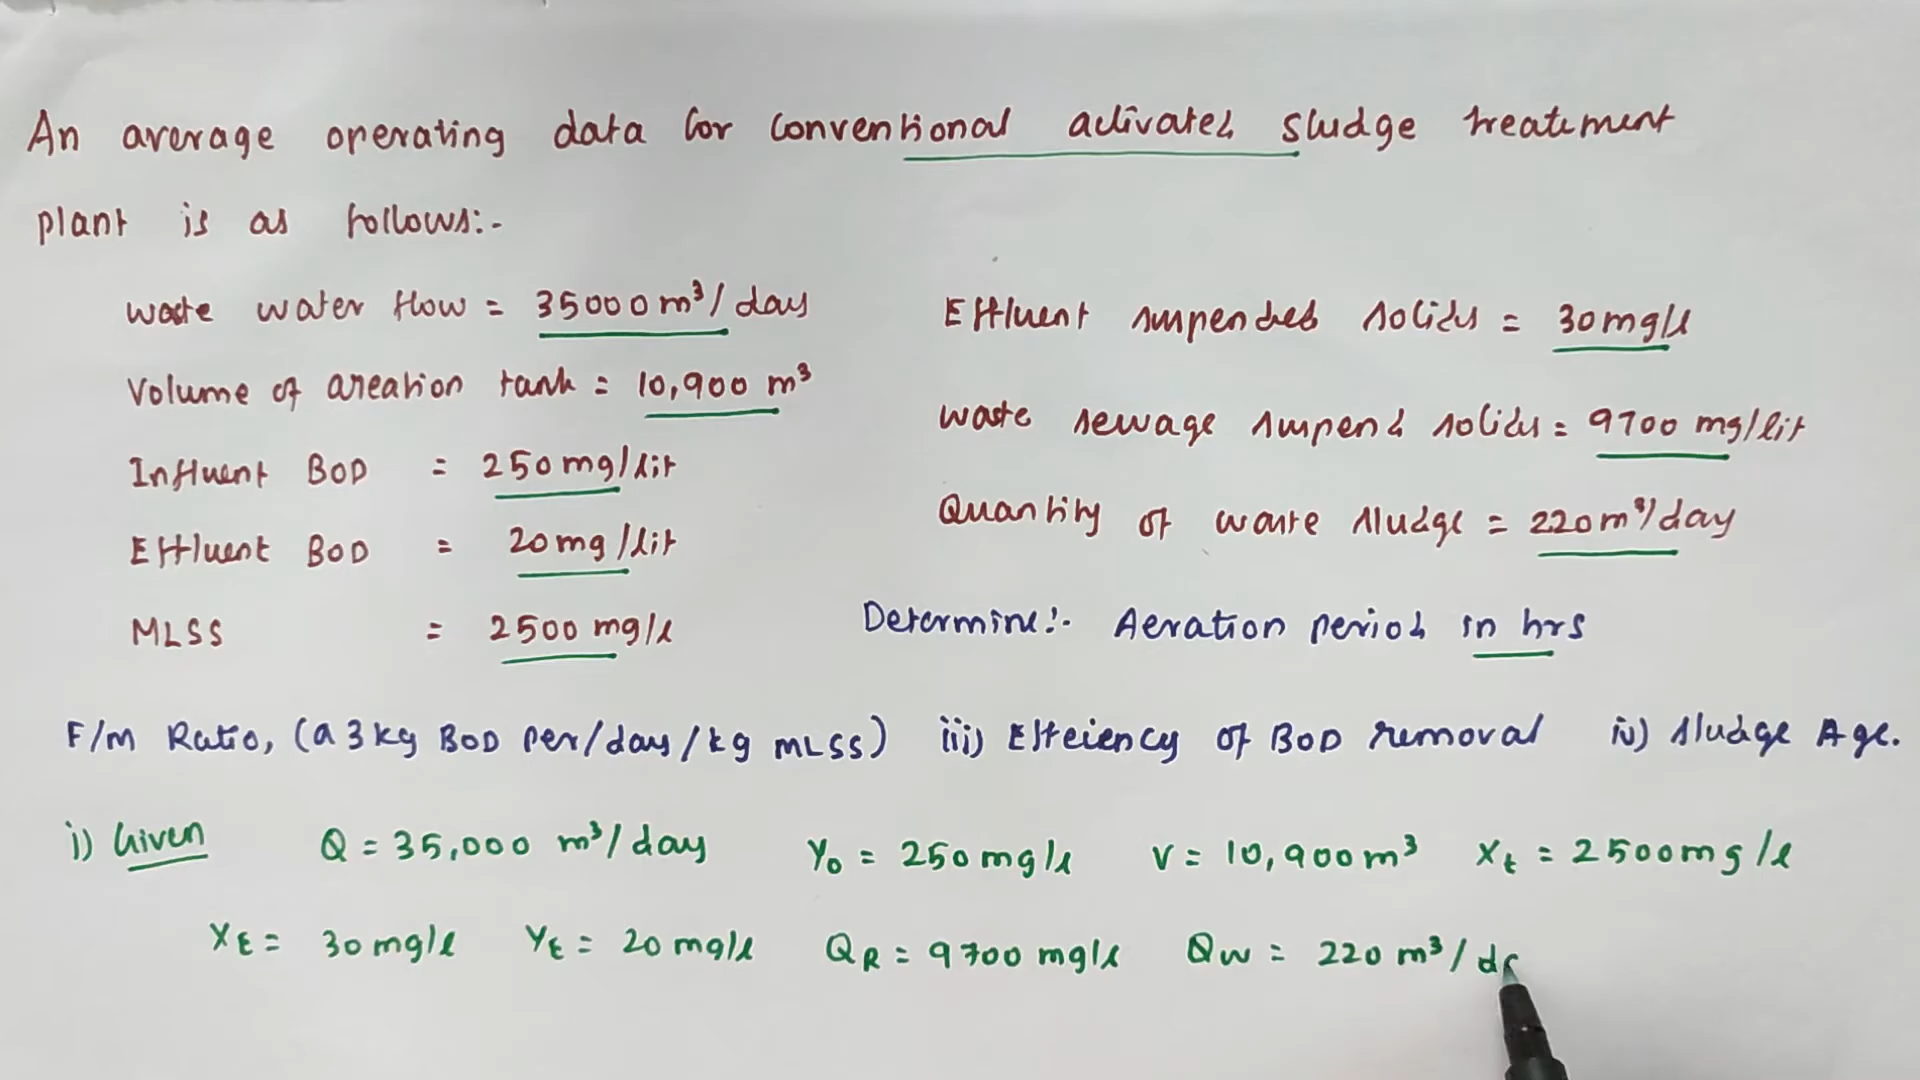 An average operating data for conventional activated sludge treatement
plant is as follows:-
waste water flow = 35000 m³/day
Volume of areation tank = 10,900 m³
Influent BOD = 250 mg/lit
Effluent BOD = 20 mg/lit
MLSS = 2500 mg/l
Effluent suspended solids = 30 mg/l
waste sewage suspend solids = 9700 mg/lit
Quantity of waste sludge = 220 m³/day
Determine:- Aeration period in hrs
F/m Ratio, (a 3 kg BOD per/day/kg mLSS) iii) Effeiency of BOD removal iv) sludge Age.
i) Given Q = 35,000 m³/day Y₀ = 250 mg/l V = 10,900 m³ Xt = 2500 mg/l
XE = 30 mg/l YE = 20 mg/l QR = 9700 mg/l Qw = 220 m³/da